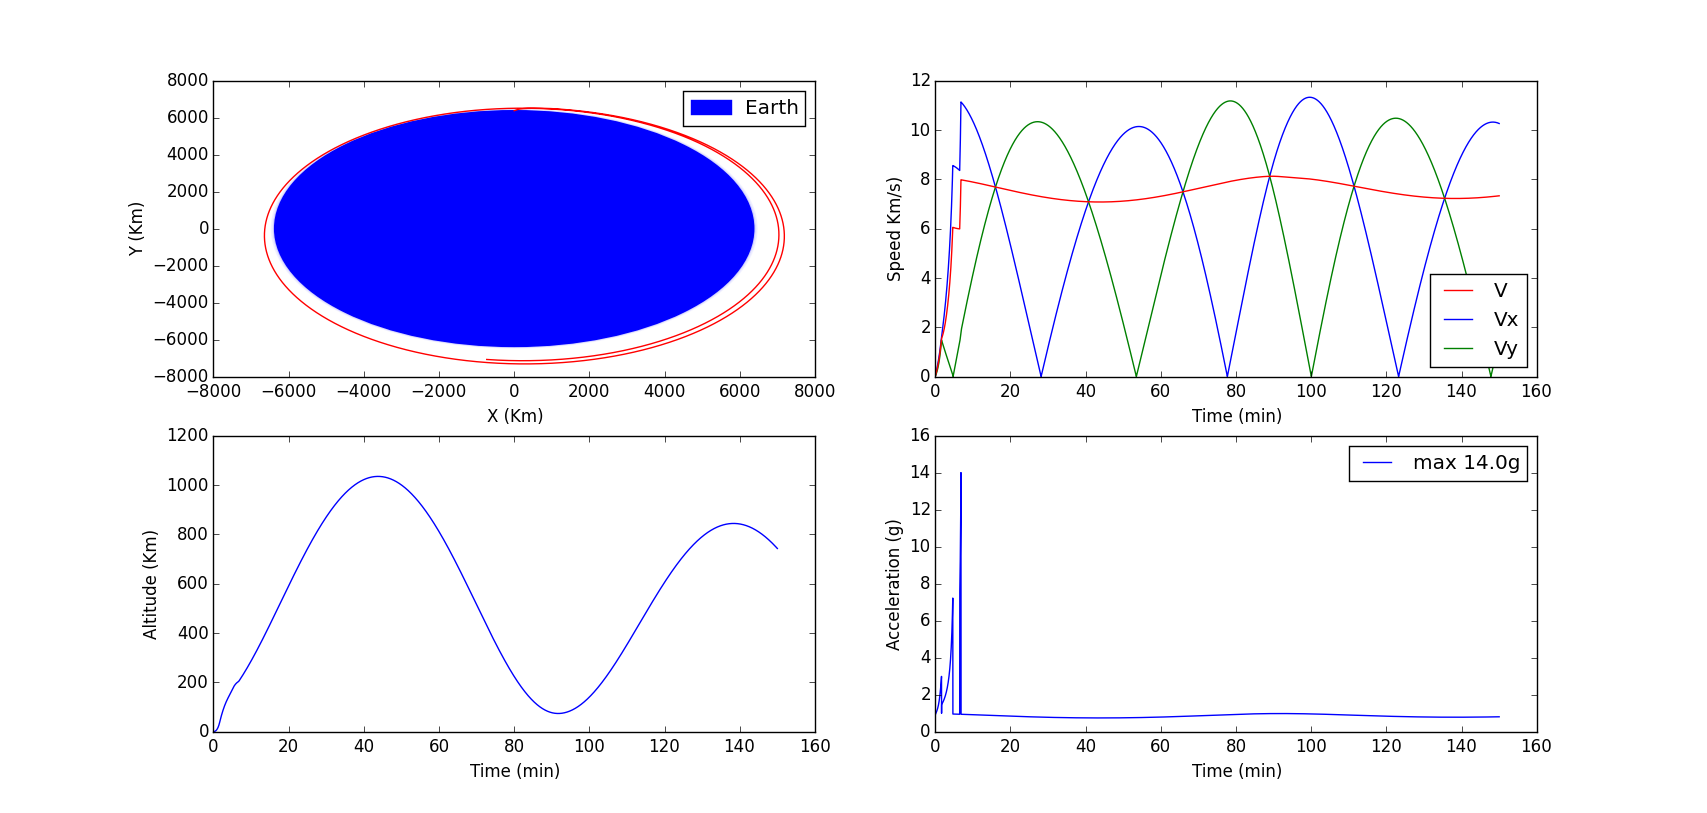 8000
6000
4000
2000
0
−2000
−4000
−6000
−8000
Y (Km)
−8000 −6000 −4000 −2000 0 2000 4000 6000 8000
X (Km)
Earth
12
10
8
6
4
2
0
Speed Km/s)
0 20 40 60 80 100 120 140 160
Time (min)
V
Vx
Vy
1200
1000
800
600
400
200
0
Altitude (Km)
0 20 40 60 80 100 120 140 160
Time (min)
16
14
12
10
8
6
4
2
0
Acceleration (g)
0 20 40 60 80 100 120 140 160
Time (min)
max 14.0g